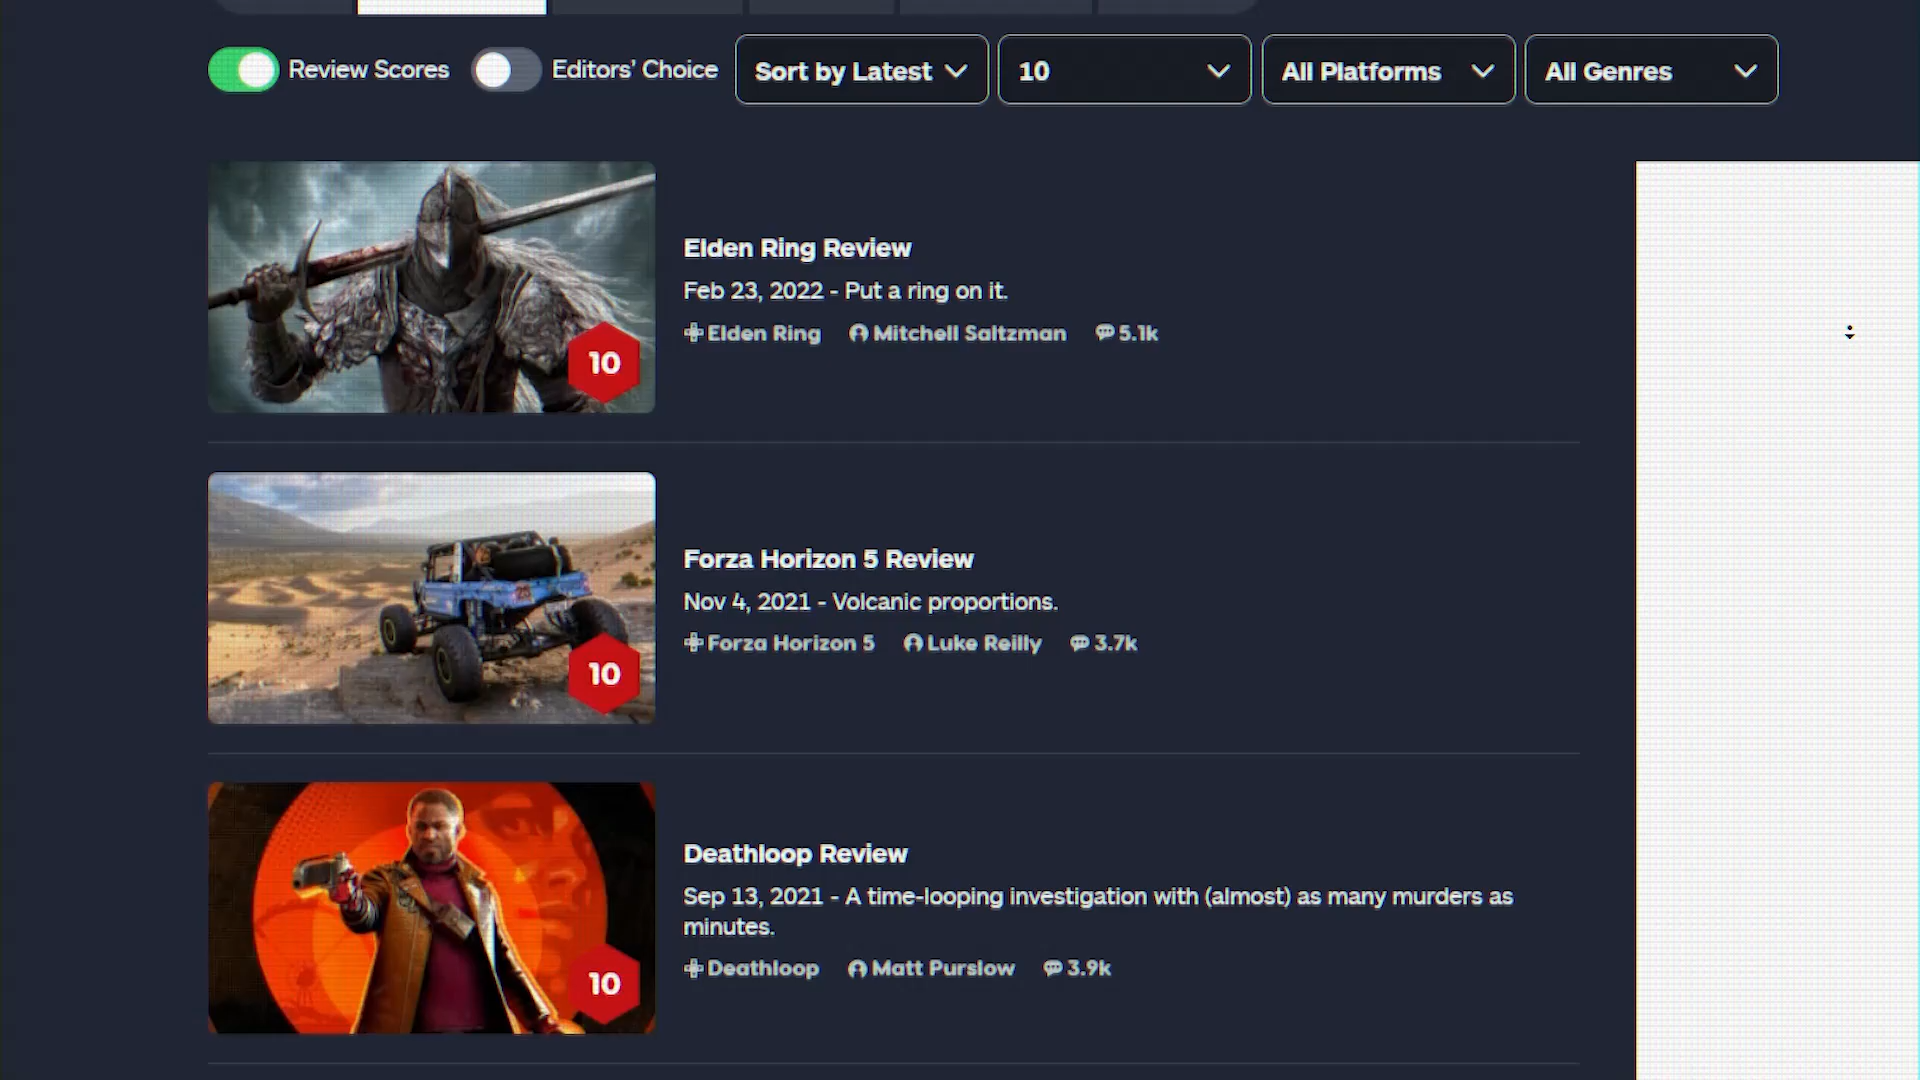 Review Scores
Editors’ Choice
Sort by Latest
10
All Platforms
All Genres
10
Elden Ring Review
Feb 23, 2022 - Put a ring on it.
Elden Ring Mitchell Saltzman 5.1k
10
Forza Horizon 5 Review
Nov 4, 2021 - Volcanic proportions.
Forza Horizon 5 Luke Reilly 3.7k
10
Deathloop Review
Sep 13, 2021 - A time-looping investigation with (almost) as many murders as
minutes.
Deathloop Matt Purslow 3.9k